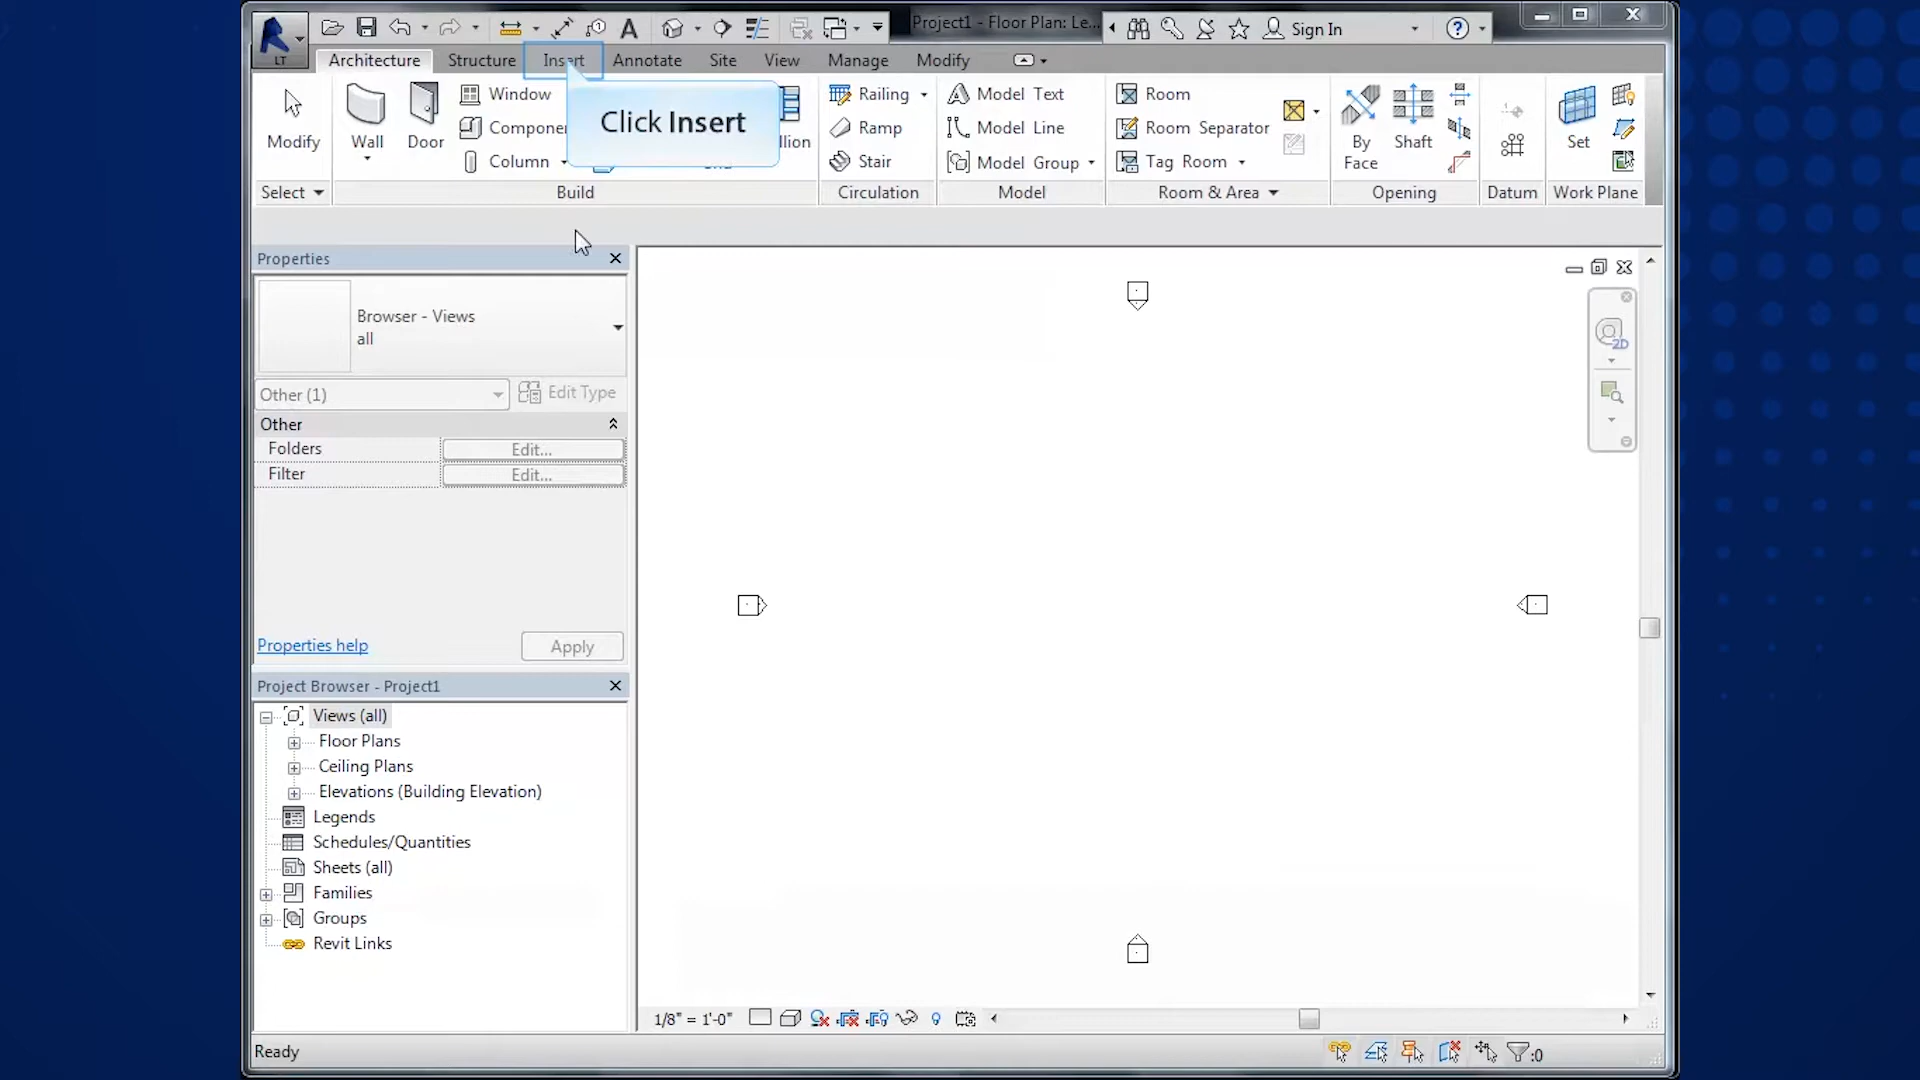 Project1 - Floor Plan: Le...
Sign In
LT
Architecture Structure Insert Annotate Site View Manage Modify
Click Insert
Modify
Wall
Door
Window
Column
Railing
Ramp
Stair
Model Text
Model Line
Model Group
Room
Room Separator
Tag Room
By Face
Shaft
Set
Select
Build
Circulation
Model
Room & Area
Opening
Datum
Work Plane
Properties
Browser - Views
all
Other (1)
Edit Type
Other
Folders Edit...
Filter Edit...
Properties help
Apply
2D
Project Browser - Project1
Views (all)
Floor Plans
Ceiling Plans
Elevations (Building Elevation)
Legends
Schedules/Quantities
Sheets (all)
Families
Groups
Revit Links
1/8" = 1'-0"
Ready
:0